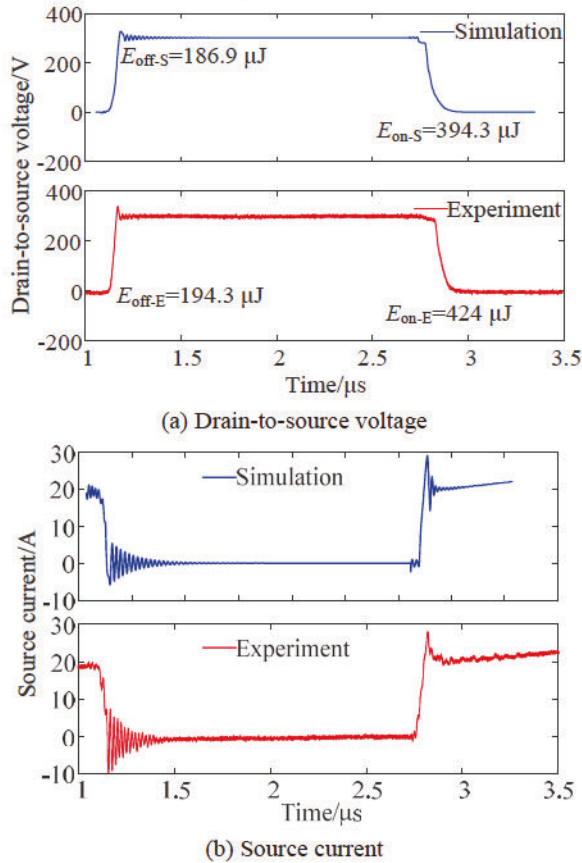 400
Simulation
200
Eoff-S=186.9 μJ
0
Eon-S=394.3 μJ
-200
400
Experiment
200
Eoff-E=194.3 μJ
0
Eon-E=424 μJ
-200
Drain-to-source voltage/V
1 1.5 2 2.5 3 3.5
Time/μs
(a) Drain-to-source voltage
30
Simulation
20
10
0
-10
30
Experiment
20
10
0
-10
Source current/A
1 1.5 2 2.5 3 3.5
Time/μs
(b) Source current